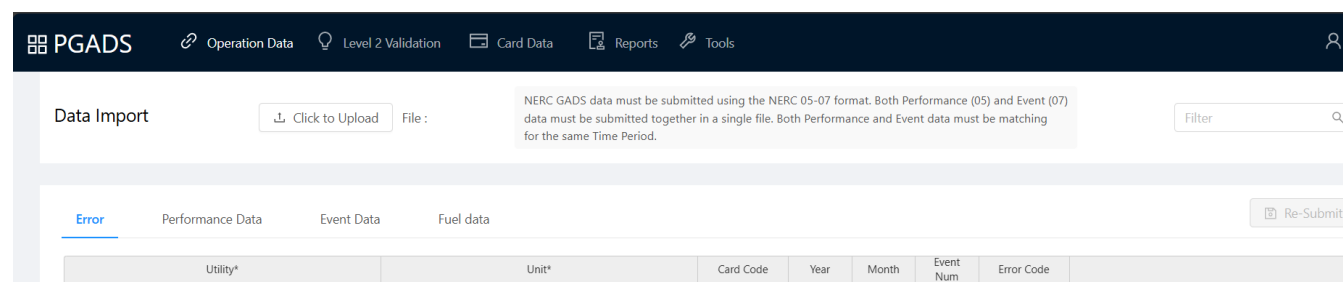 PGADS Operation Data Level 2 Validation Card Data Reports Tools
Data Import Click to Upload File :
NERC GADS data must be submitted using the NERC 05-07 format. Both Performance (05) and Event (07)
data must be submitted together in a single file. Both Performance and Event data must be matching
for the same Time Period.
Filter
Error Performance Data Event Data Fuel data Re-Submit
Utility* Unit* Card Code Year Month Event Num Error Code